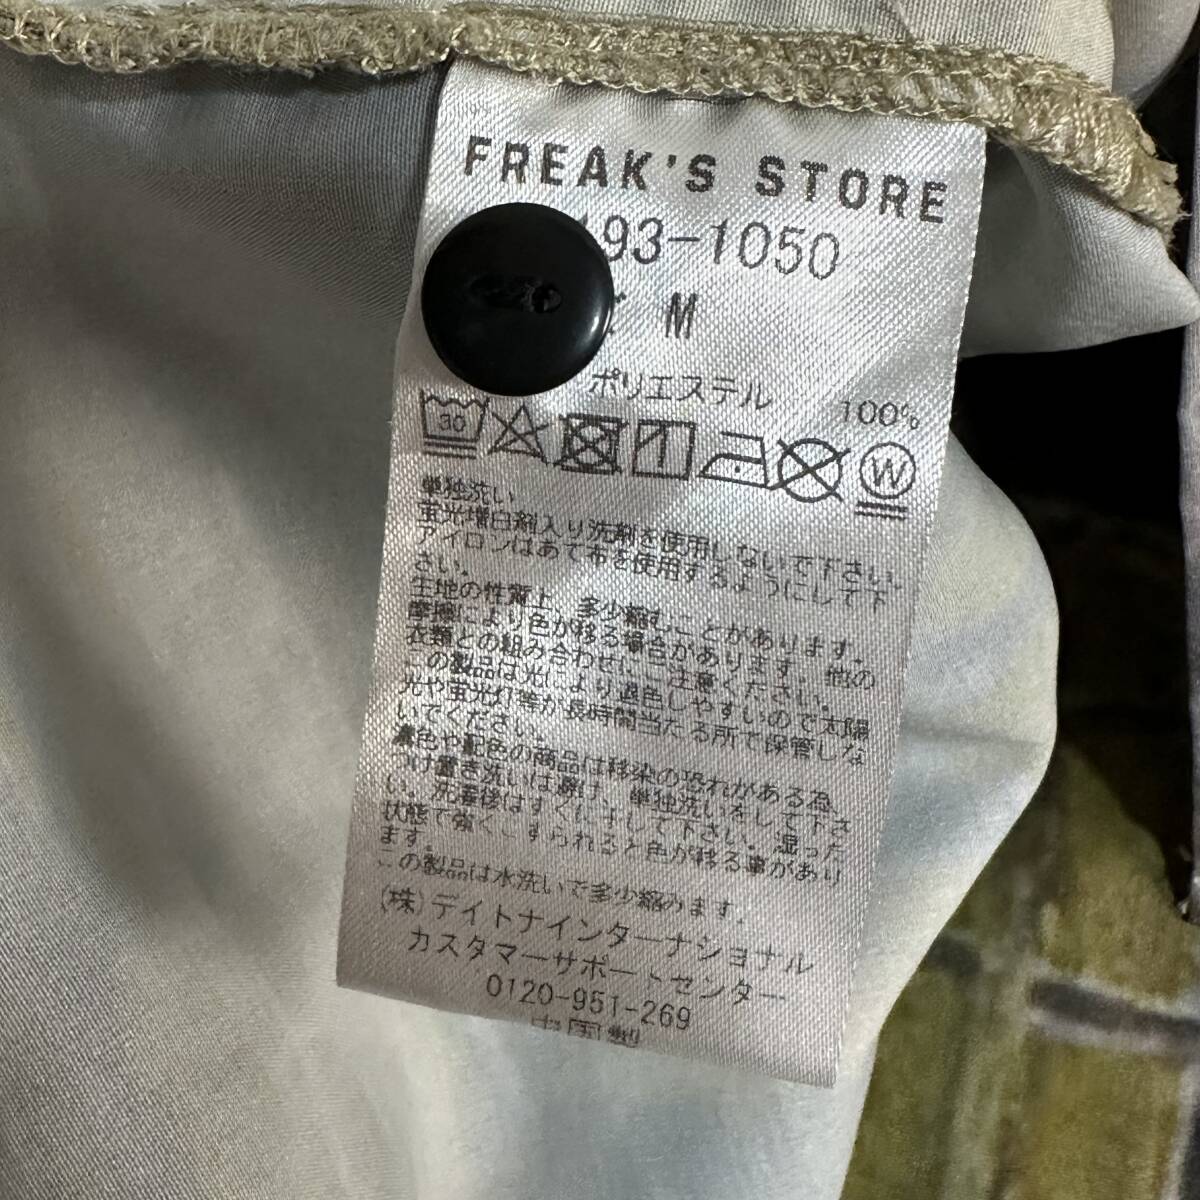 FREAK'S STORE
193-1050
M
ポリエステル 100%
30
W
単独洗い
蛍光増白剤入り洗剤を使用しないで下さい。
アイロンはあて布を使用するようにして下
さい。
生地の性質上、多少縮むことがあります。
摩擦により色が移る場合があります。他の
衣類との組み合わせにご注意ください。
この製品は光により退色しやすいので太陽
光や蛍光灯等が長時間当たる所で保管しな
いでください。
濃色や配色の商品は移染の恐れがある為、
つけ置き洗いは避け、単独洗いをして下さ
い。洗濯後はすぐに干して下さい。湿った
状態で強くこすられると色が移る事があり
ます。
この製品は水洗いで多少縮みます。
(株)デイトナインターナショナル
カスタマーサポートセンター
0120-951-269
中国製